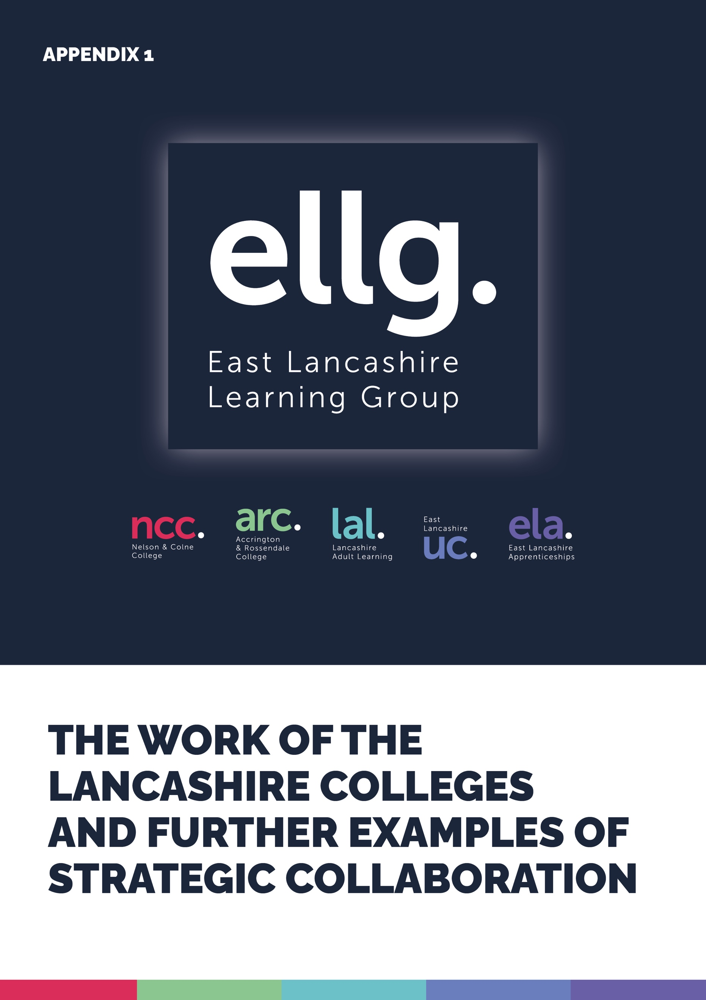 APPENDIX 1
ellg.
East Lancashire
Learning Group
ncc.
Nelson & Colne
College
arc.
Accrington
& Rossendale
College
lal.
Lancashire
Adult Learning
East
Lancashire
uc.
ela.
East Lancashire
Apprenticeships
THE WORK OF THE
LANCASHIRE COLLEGES
AND FURTHER EXAMPLES OF
STRATEGIC COLLABORATION